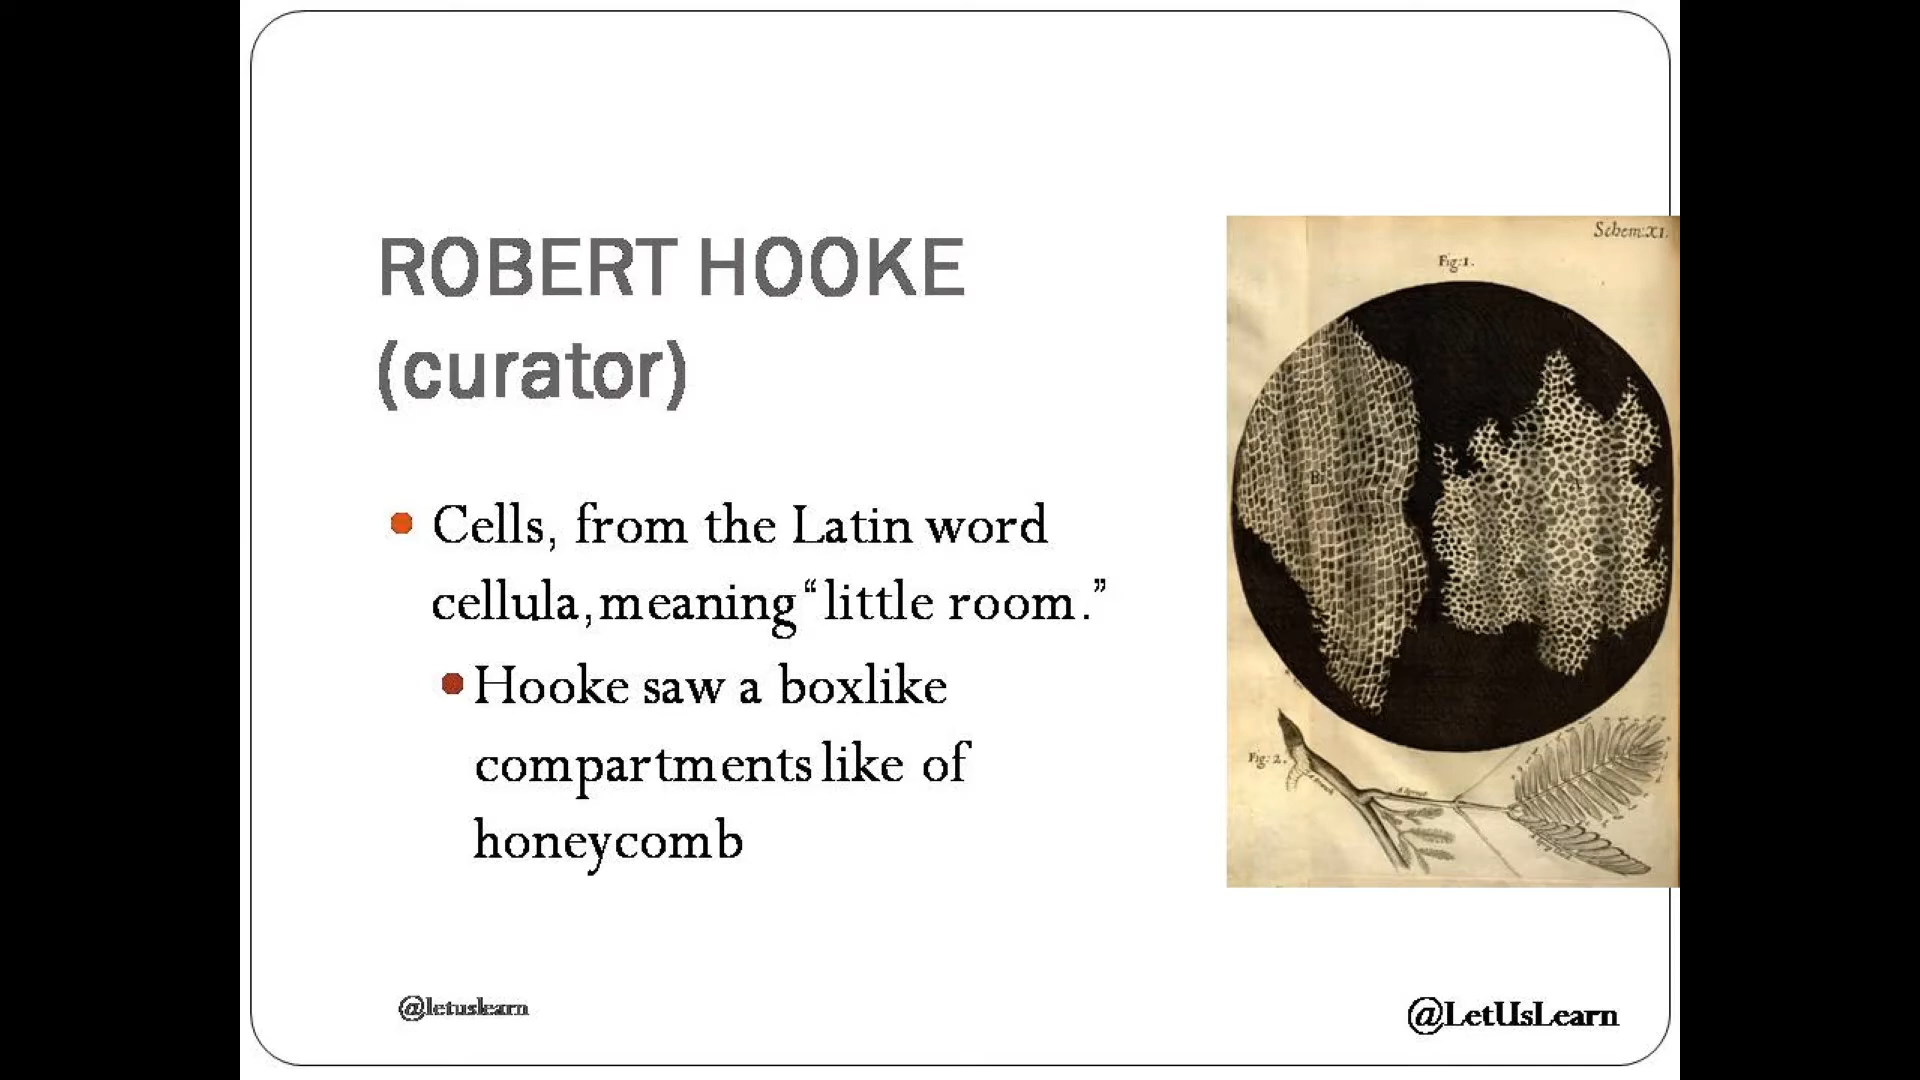 ROBERT HOOKE
(curator)
Cells, from the Latin word
cellula, meaning “little room.”
Hooke saw a boxlike
compartments like of
honeycomb
Schem:XI.
Fig:1.
B
A
Fig: 2.
@letuslearn
@LetUsLearn